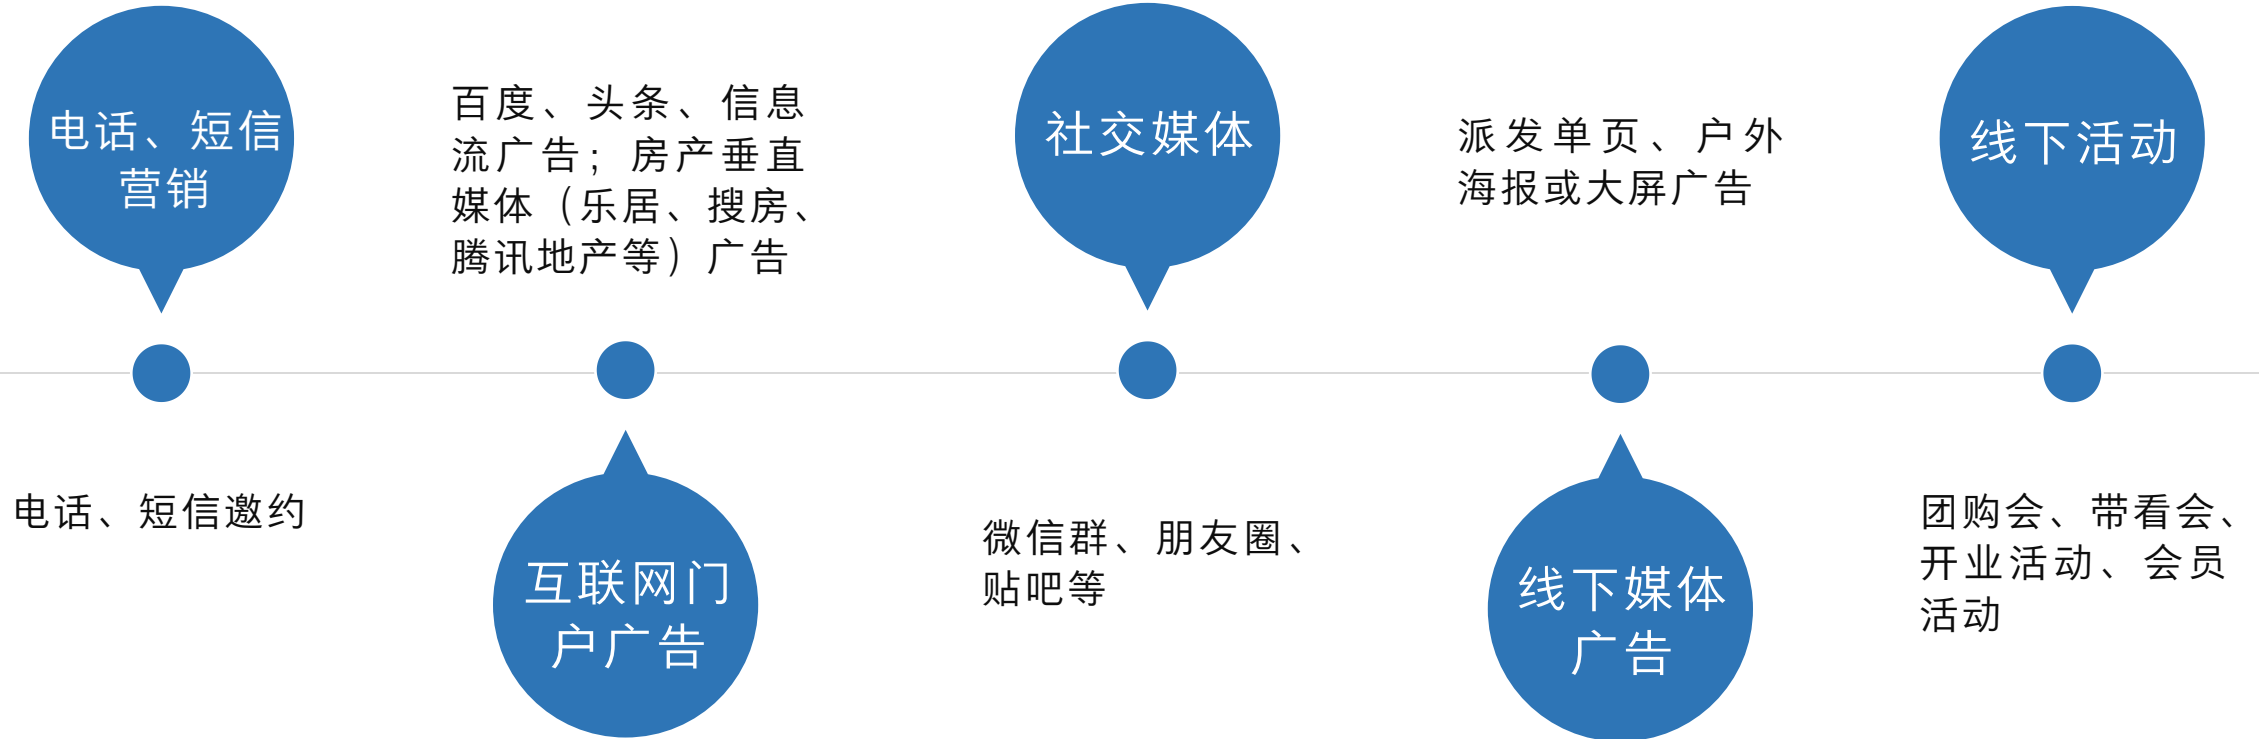 电话、短信
营销
电话、短信邀约
百度、头条、信息
流广告；房产垂直
媒体（乐居、搜房、
腾讯地产等）广告
互联网门
户广告
社交媒体
微信群、朋友圈、
贴吧等
派发单页、户外
海报或大屏广告
线下媒体
广告
线下活动
团购会、带看会、
开业活动、会员
活动